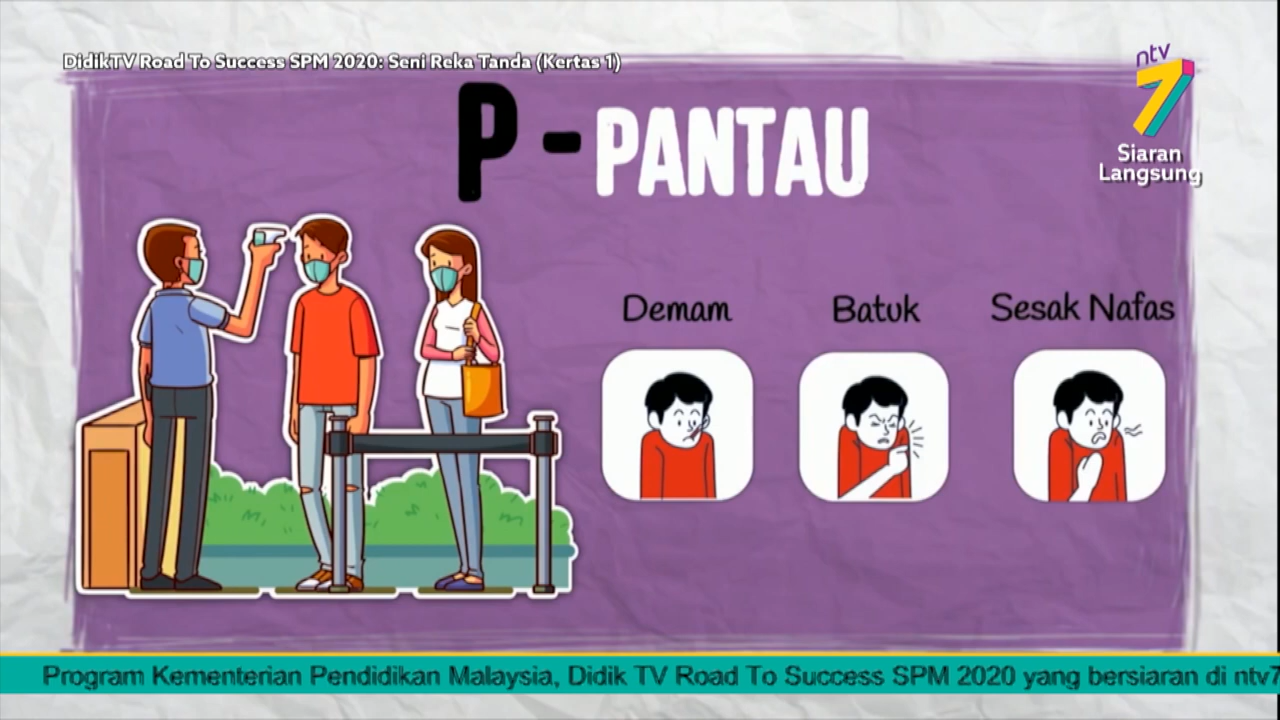 DidikTV Road To Success SPM 2020: Seni Reka Tanda (Kertas 1)
ntv
7
Siaran
Langsung
P - PANTAU
Demam
Batuk
Sesak Nafas
Program Kementerian Pendidikan Malaysia, Didik TV Road To Success SPM 2020 yang bersiaran di ntv7